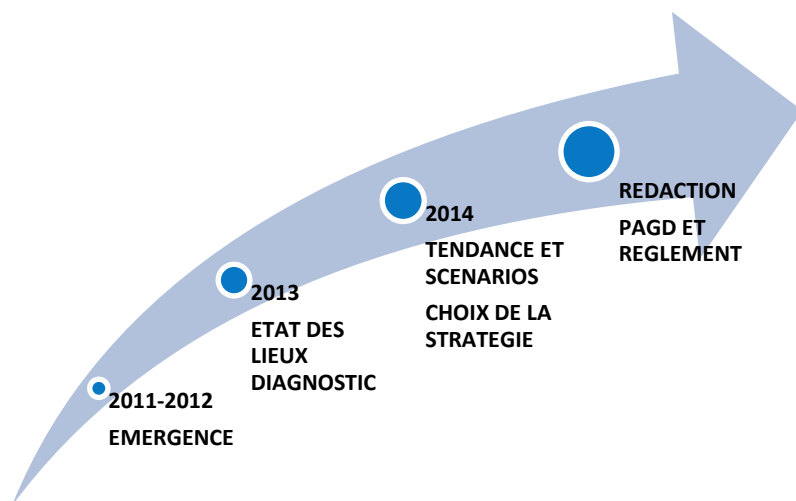 2011-2012
EMERGENCE
2013
ETAT DES
LIEUX
DIAGNOSTIC
2014
TENDANCE ET
SCENARIOS
CHOIX DE LA
STRATEGIE
REDACTION
PAGD ET
REGLEMENT